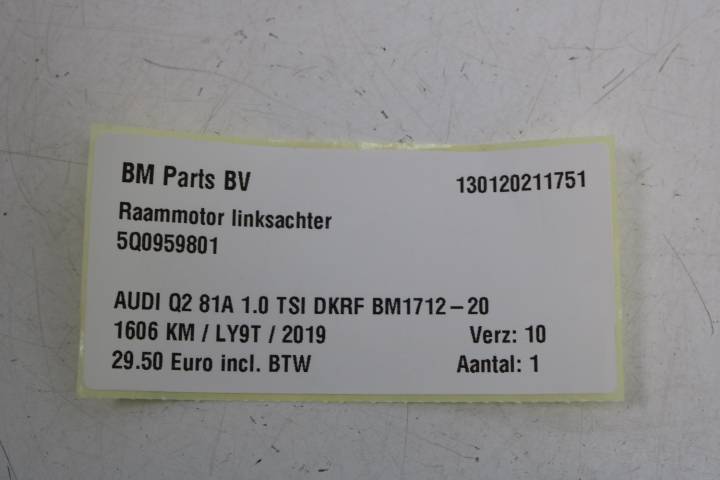 BM Parts BV 130120211751
Raammotor linksachter
5Q0959801
AUDI Q2 81A 1.0 TSI DKRF BM1712-20
1606 KM / LY9T / 2019 Verz: 10
29.50 Euro incl. BTW Aantal: 1